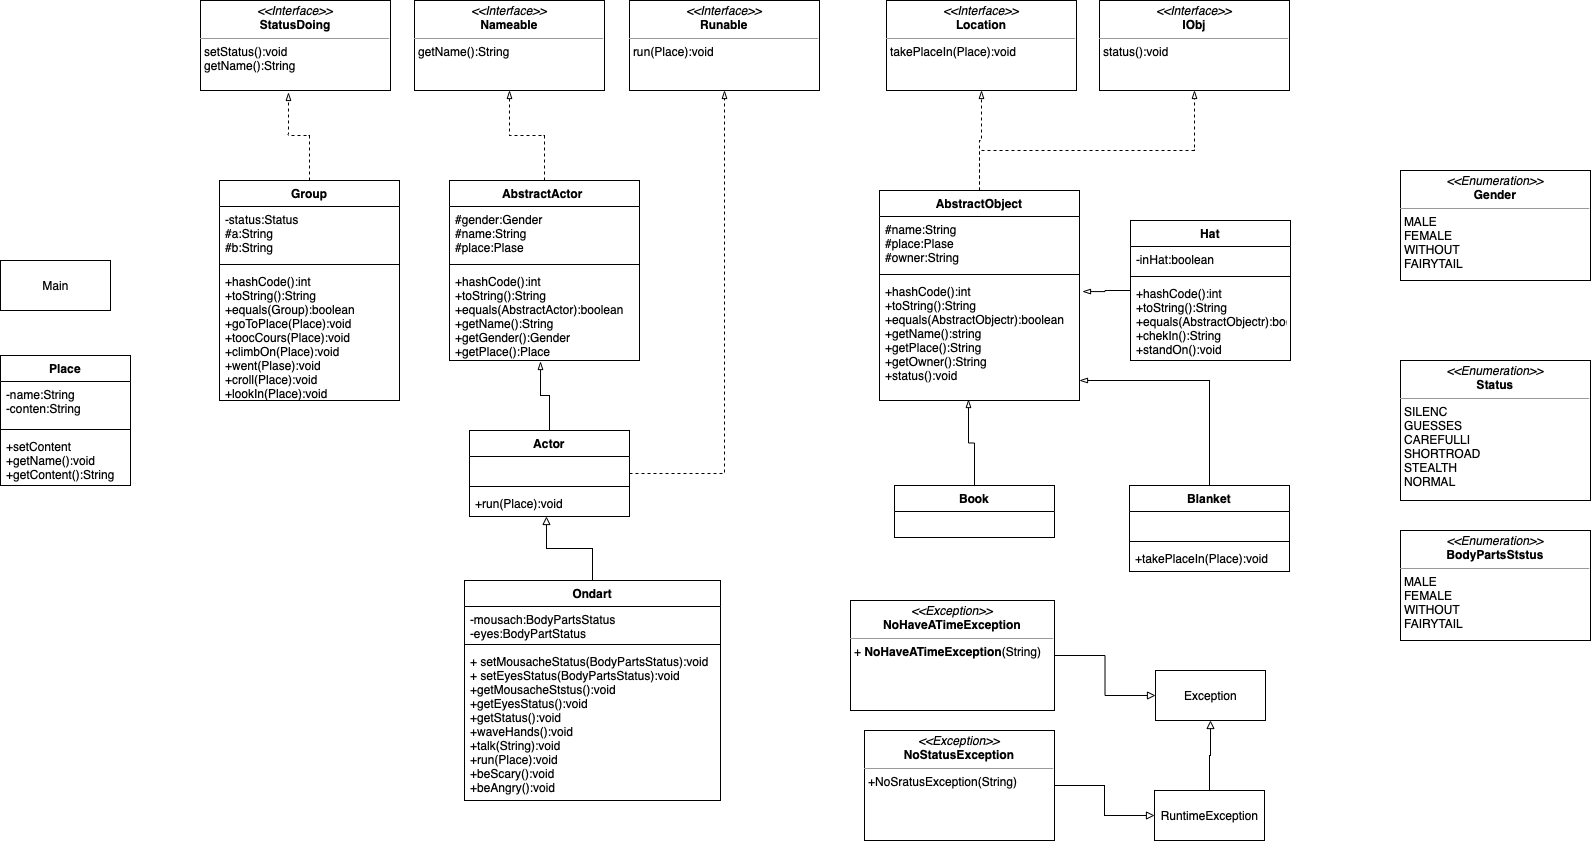 <<Interface>>
StatusDoing
setStatus():void
getName():String
<<Interface>>
Nameable
getName():String
<<Interface>>
Runable
run(Place):void
<<Interface>>
Location
takePlaceIn(Place):void
<<Interface>>
IObj
status():void
Main
Place
-name:String
-conten:String
+setContent
+getName():void
+getContent():String
Group
-status:Status
#a:String
#b:String
+hashCode():int
+toString():String
+equals(Group):boolean
+goToPlace(Place):void
+toocCours(Place):void
+climbOn(Place):void
+went(Plase):void
+croll(Place):void
+lookIn(Place):void
AbstractActor
#gender:Gender
#name:String
#place:Plase
+hashCode():int
+toString():String
+equals(AbstractActor):boolean
+getName():String
+getGender():Gender
+getPlace():Place
Actor
+run(Place):void
Ondart
-mousach:BodyPartsStatus
-eyes:BodyPartStatus
+ setMousacheStatus(BodyPartsStatus):void
+ setEyesStatus(BodyPartsStatus):void
+getMousacheStstus():void
+getEyesStatus():void
+getStatus():void
+waveHands():void
+talk(String):void
+run(Place):void
+beScary():void
+beAngry():void
AbstractObject
#name:String
#place:Plase
#owner:String
+hashCode():int
+toString():String
+equals(AbstractObjectr):boolean
+getName():string
+getPlace():String
+getOwner():String
+status():void
Hat
-inHat:boolean
+hashCode():int
+toString():String
+equals(AbstractObjectr):bo
+chekIn():String
+standOn():void
Book
Blanket
+takePlaceIn(Place):void
<<Exception>>
NoHaveATimeException
+ NoHaveATimeException(String)
<<Exception>>
NoStatusException
+NoSratusException(String)
Exception
RuntimeException
<<Enumeration>>
Gender
MALE
FEMALE
WITHOUT
FAIRYTAIL
<<Enumeration>>
Status
SILENC
GUESSES
CAREFULLI
SHORTROAD
STEALTH
NORMAL
<<Enumeration>>
BodyPartsStstus
MALE
FEMALE
WITHOUT
FAIRYTAIL